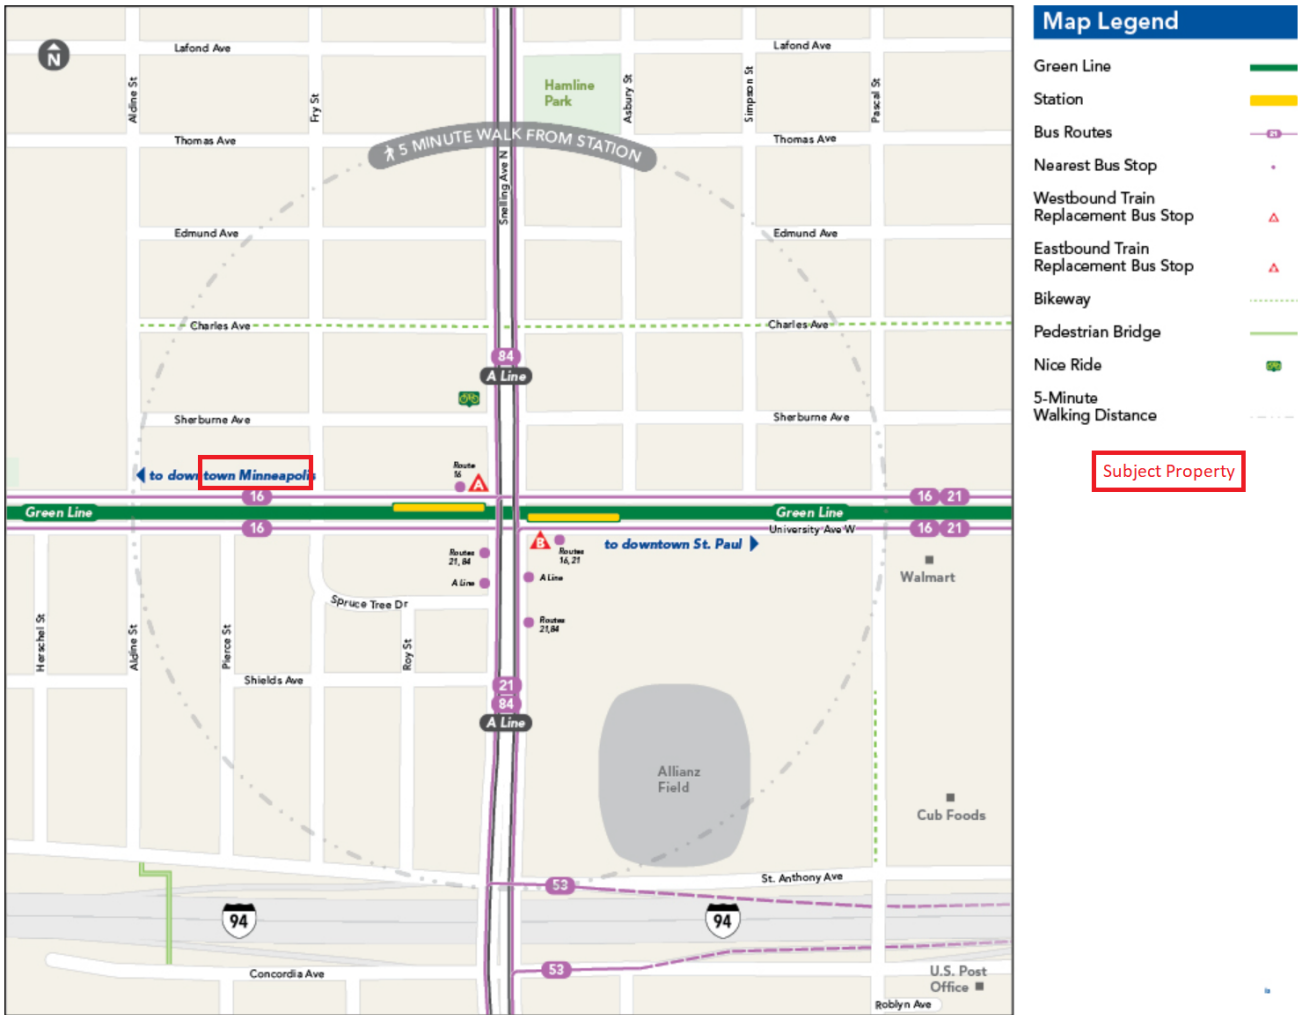 Map Legend
Green Line
Station
Bus Routes
21
Nearest Bus Stop
Westbound Train
Replacement Bus Stop
Eastbound Train
Replacement Bus Stop
Bikeway
Pedestrian Bridge
Nice Ride
5-Minute
Walking Distance
Subject Property
N
Lafond Ave
Lafond Ave
Aldine St
Fry St
Hamline
Park
Asbury St
Simpson St
Pascal St
5 MINUTE WALK FROM STATION
Thomas Ave
Thomas Ave
Snelling Ave N
Edmund Ave
Edmund Ave
Charles Ave
Charles Ave
84
A Line
Sherburne Ave
Sherburne Ave
to downtown Minneapolis
Route
16
A
16
16 21
Green Line
Green Line
16
16 21
University Ave W
B
Routes
16, 21
to downtown St. Paul
Routes
21, 84
A Line
A Line
Walmart
Spruce Tree Dr
Routes
21,84
Herschel St
Aldine St
Pierce St
Roy St
Shields Ave
21
84
A Line
Allianz
Field
Cub Foods
St. Anthony Ave
53
94
94
Concordia Ave
53
U.S. Post
Office
Roblyn Ave